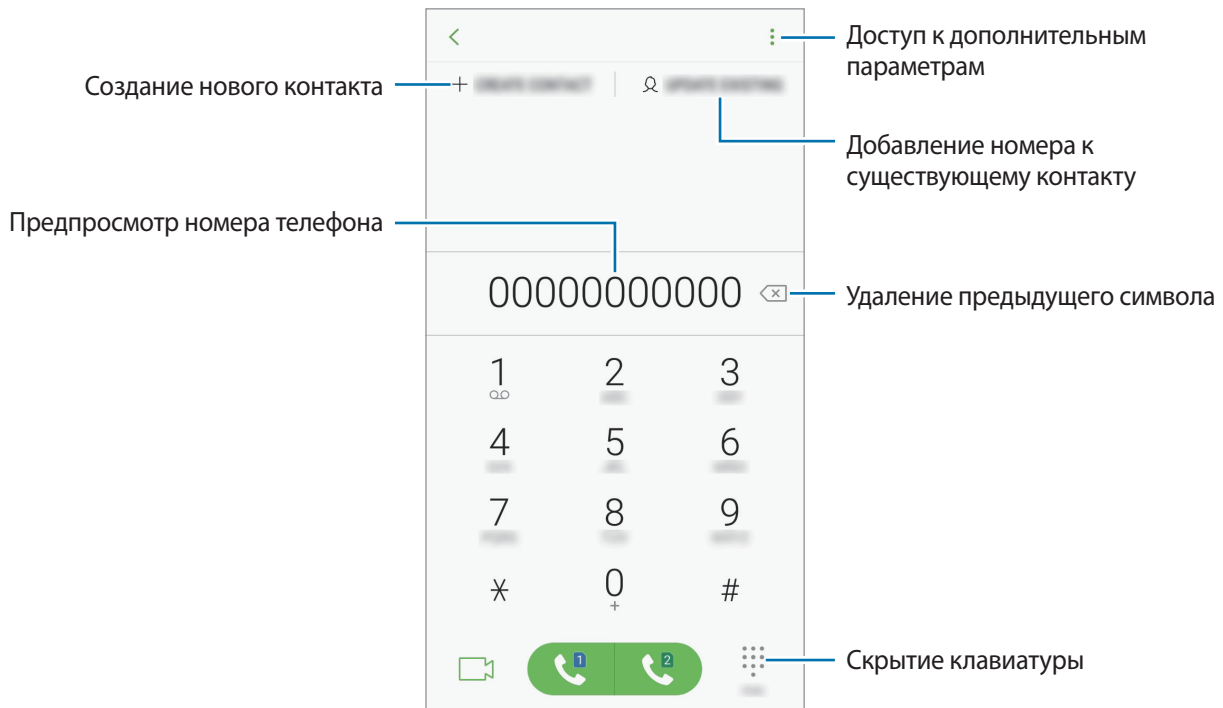 Доступ к дополнительным
параметрам
Создание нового контакта
Добавление номера к
существующему контакту
Предпросмотр номера телефона
00000000000
Удаление предыдущего символа
1 2 3
4 5 6
7 8 9
* 0 #
+
1 2
Скрытие клавиатуры